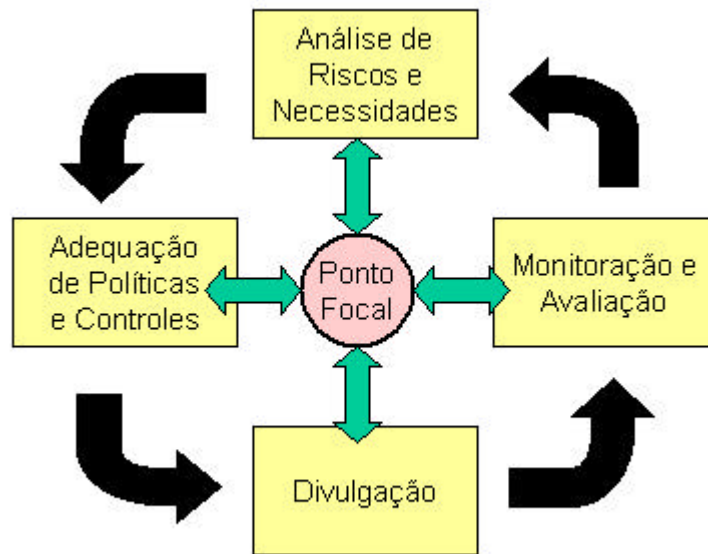 Análise de
Riscos e
Necessidades
Adequação
de Políticas
e Controles
Ponto
Focal
Monitoração e
Avaliação
Divulgação